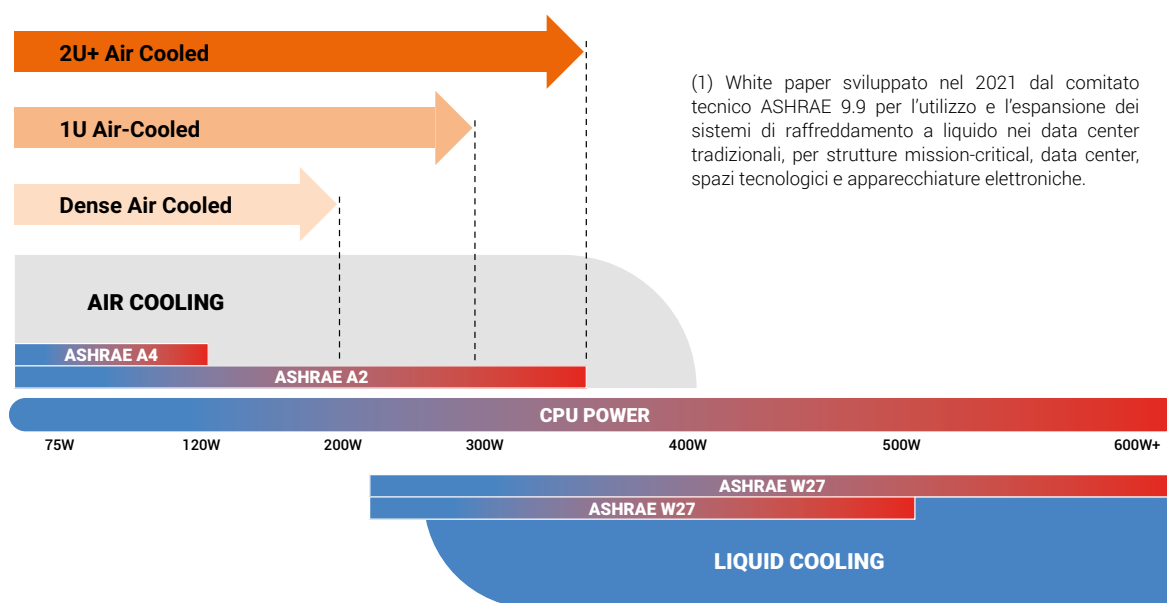 2U+ Air Cooled
1U Air-Cooled
Dense Air Cooled
(1) White paper sviluppato nel 2021 dal comitato
tecnico ASHRAE 9.9 per l’utilizzo e l’espansione dei
sistemi di raffreddamento a liquido nei data center
tradizionali, per strutture mission-critical, data center,
spazi tecnologici e apparecchiature elettroniche.
AIR COOLING
ASHRAE A4
ASHRAE A2
CPU POWER
75W 120W 200W 300W 400W 500W 600W+
ASHRAE W27
ASHRAE W27
LIQUID COOLING